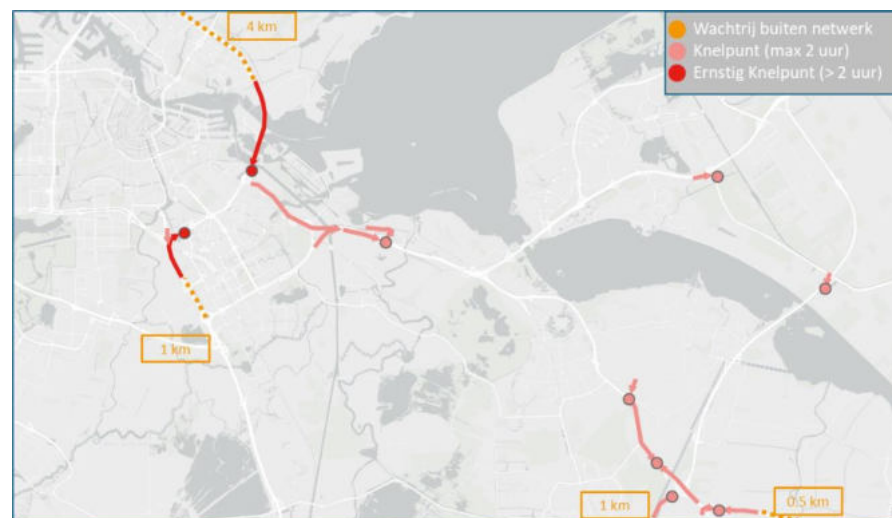 4 km
Wachtrij buiten netwerk
Knelpunt (max 2 uur)
Ernstig Knelpunt (> 2 uur)
1 km
1 km
0.5 km